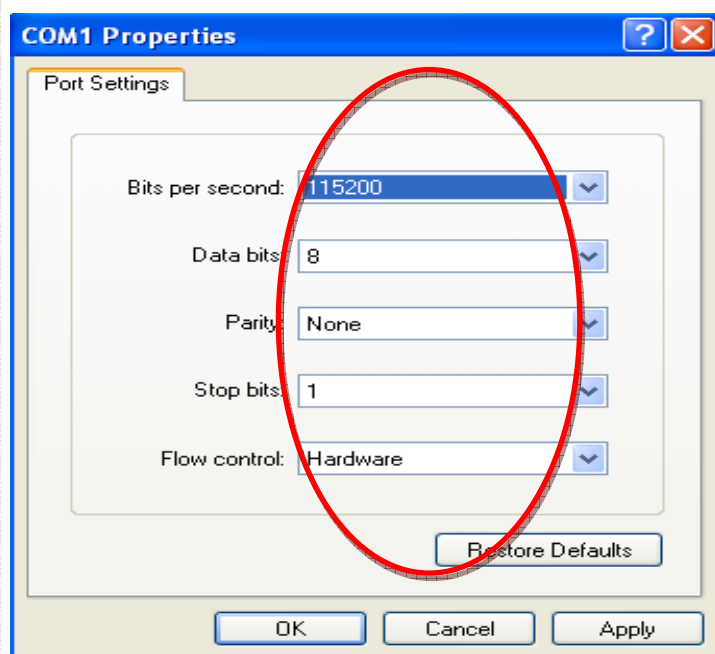 COM1 Properties
Port Settings
Bits per second: 115200
Data bits: 8
Parity: None
Stop bits: 1
Flow control: Hardware
Restore Defaults
OK Cancel Apply